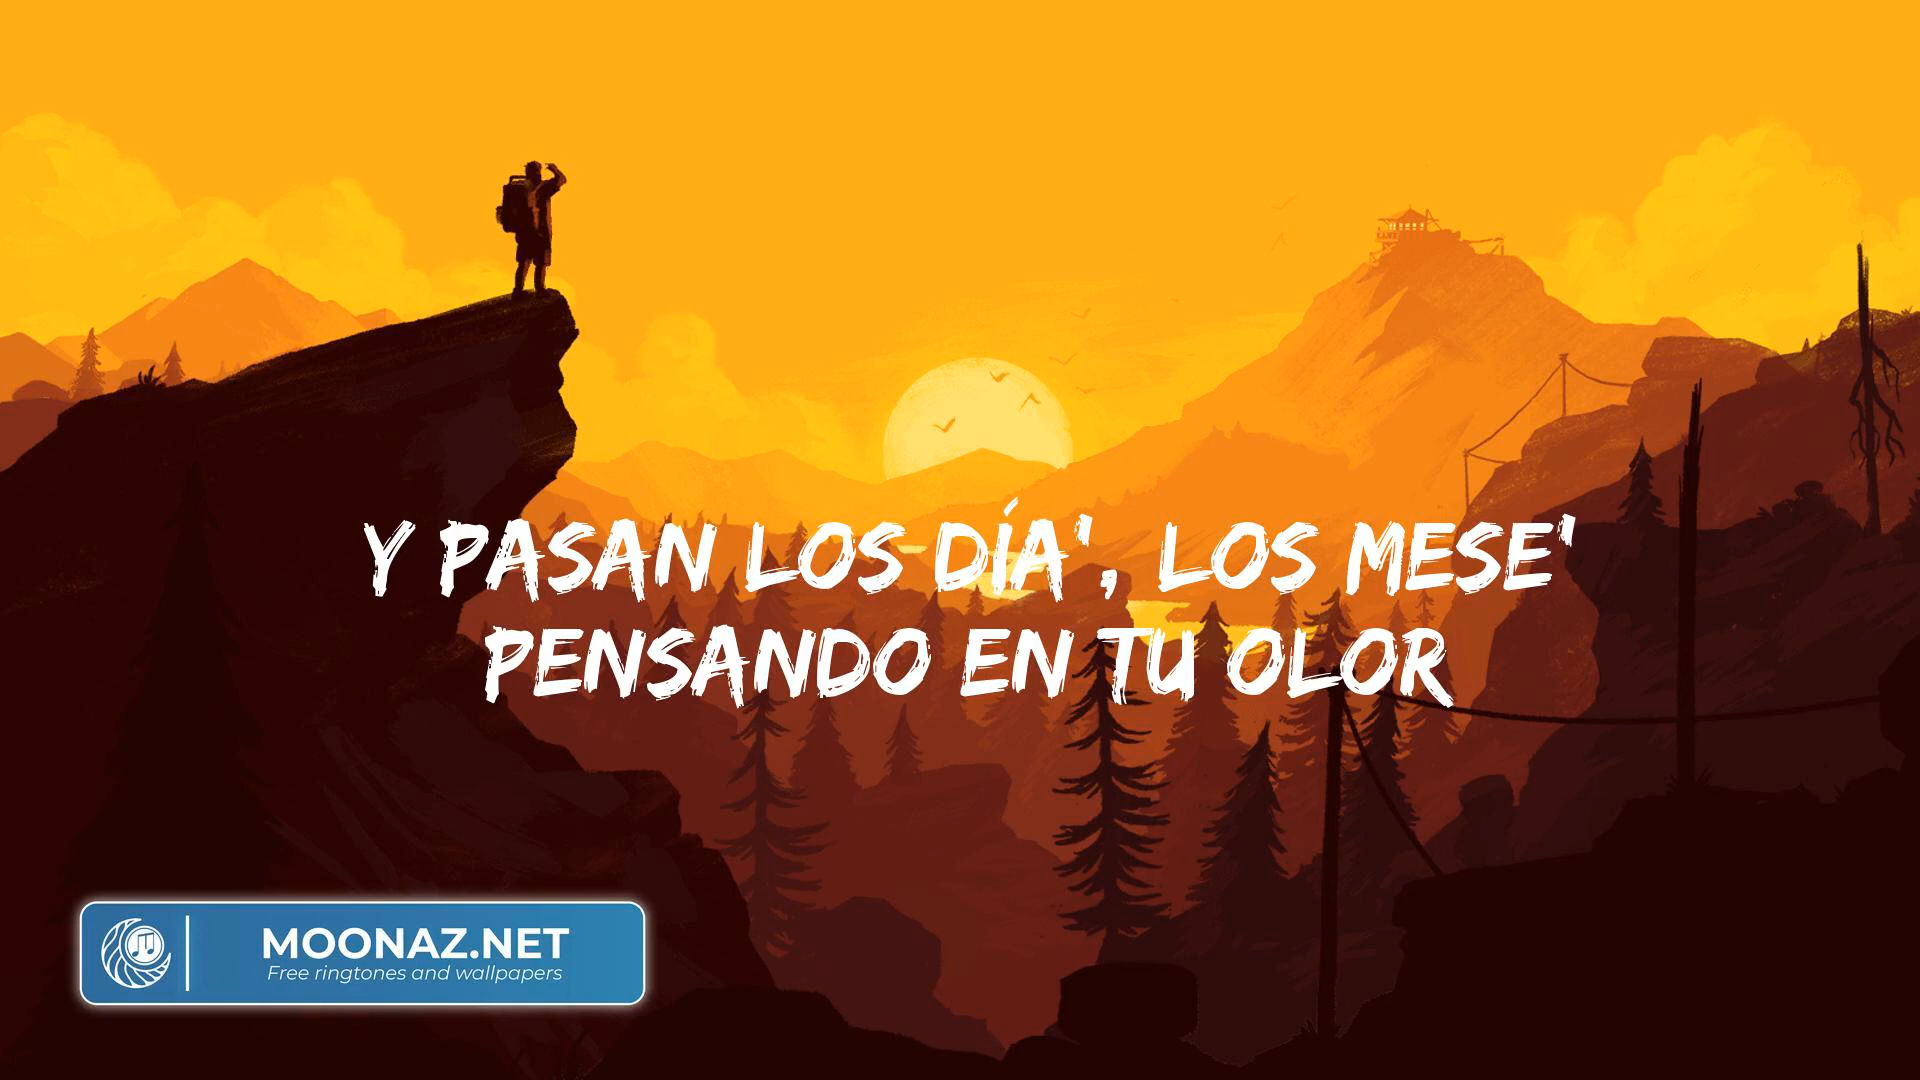 Y PASAN LOS DÍA', LOS MESE'
PENSANDO EN TU OLOR
MOONAZ.NET
Free ringtones and wallpapers